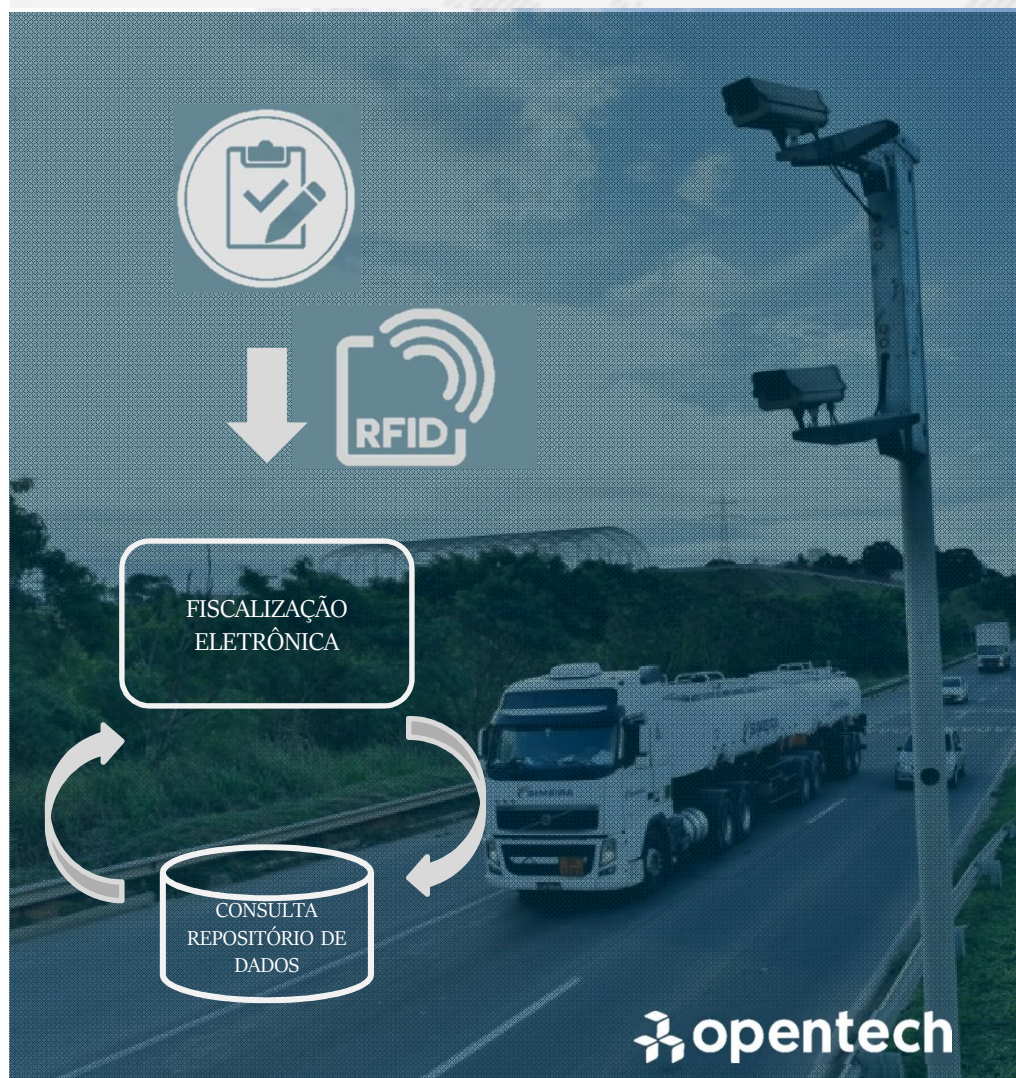 RFID
FISCALIZAÇÃO
ELETRÔNICA
CONSULTA
REPOSITÓRIO DE
DADOS
opentech